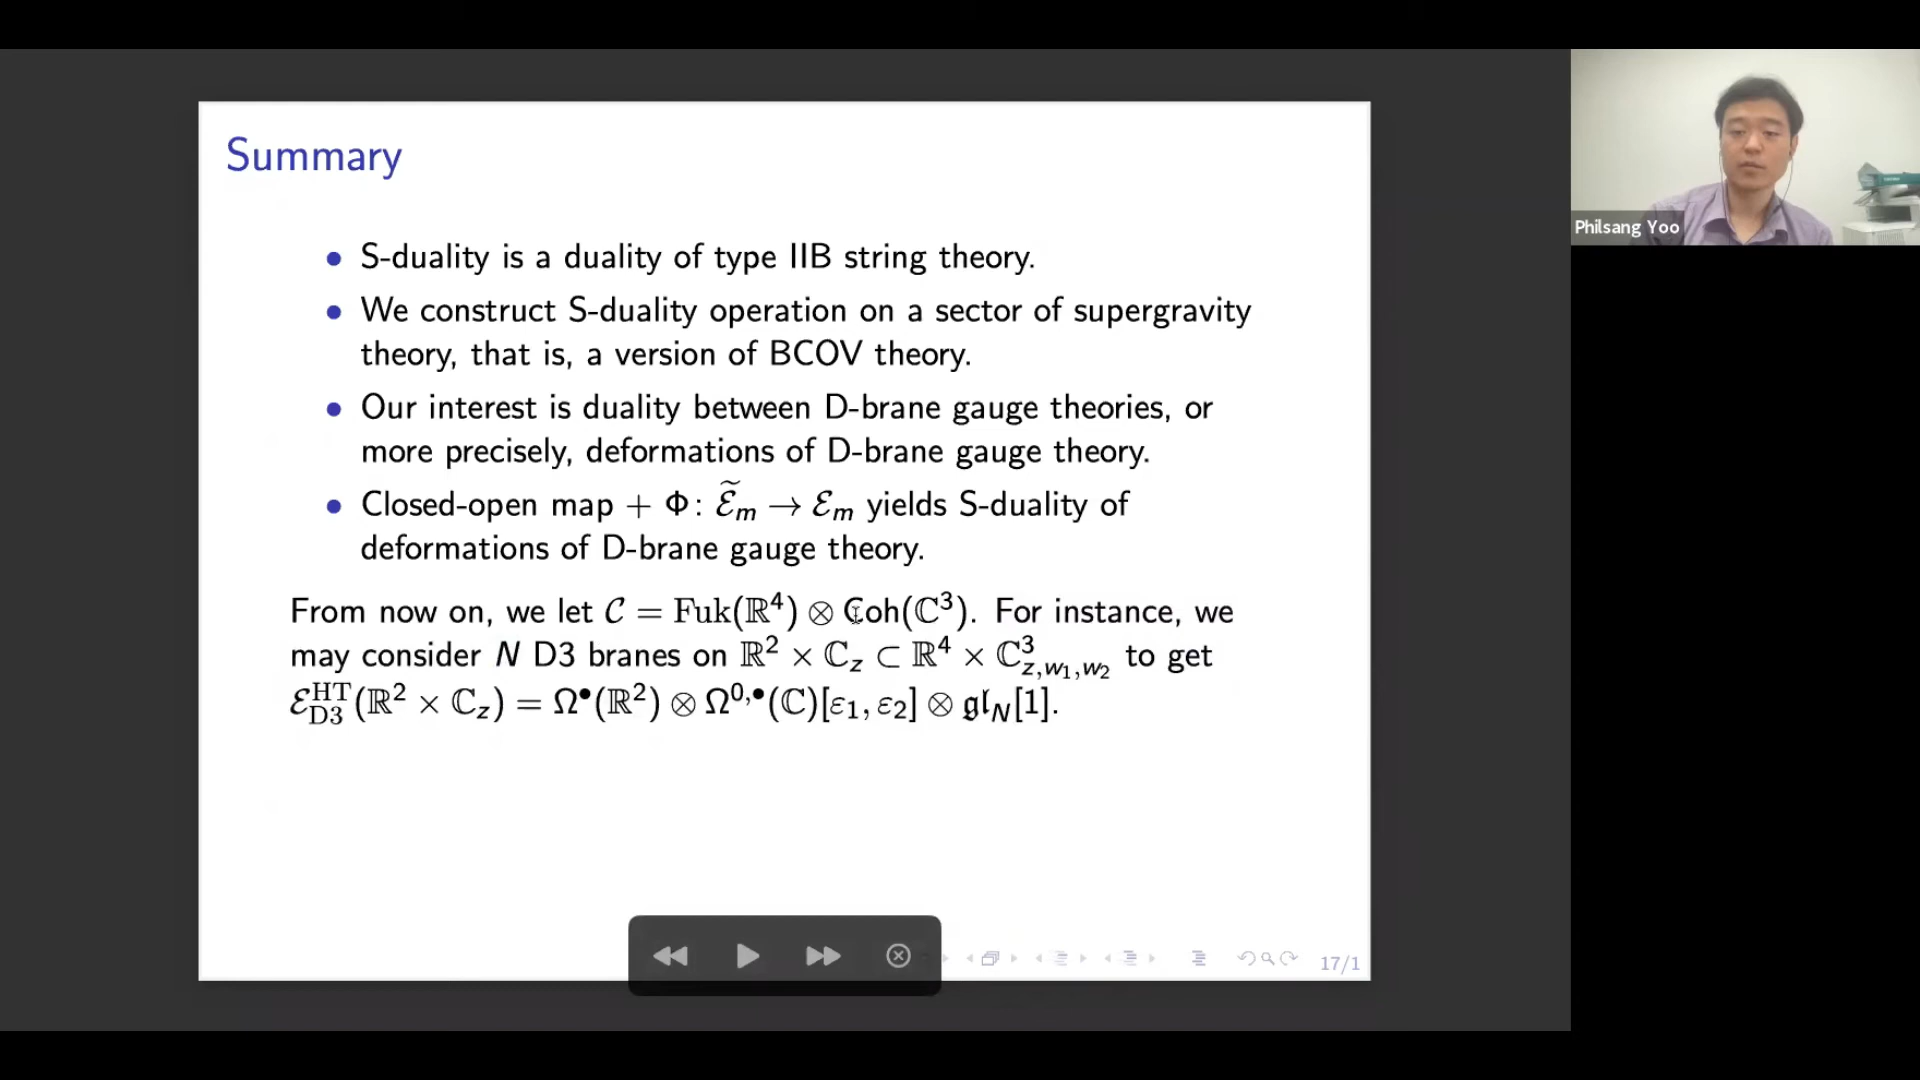 Summary
• S-duality is a duality of type IIB string theory.
• We construct S-duality operation on a sector of supergravity
theory, that is, a version of BCOV theory.
• Our interest is duality between D-brane gauge theories, or
more precisely, deformations of D-brane gauge theory.
• Closed-open map + Φ: ℰ̃ₘ → ℰₘ yields S-duality of
deformations of D-brane gauge theory.
From now on, we let 𝒞 = Fuk(ℝ⁴) ⊗ Coh(ℂ³). For instance, we
may consider N D3 branes on ℝ² × ℂ_z ⊂ ℝ⁴ × ℂ³_{z,w₁,w₂} to get
ℰ^{HT}_{D3}(ℝ² × ℂ_z) = Ω^•(ℝ²) ⊗ Ω^{0,•}(ℂ)[ε₁, ε₂] ⊗ 𝔤𝔩_N[1].
17/1
Philsang Yoo